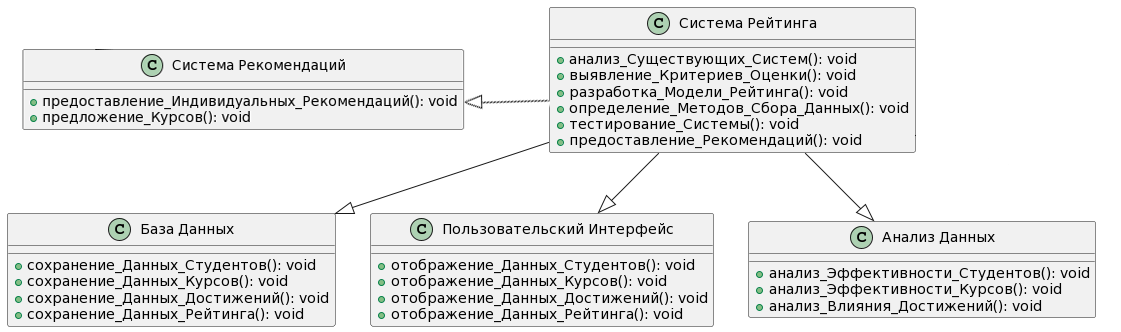 C Система Рейтинга
анализ_Существующих_Систем(): void
выявление_Критериев_Оценки(): void
разработка_Модели_Рейтинга(): void
определение_Методов_Сбора_Данных(): void
тестирование_Системы(): void
предоставление_Рекомендаций(): void
C Система Рекомендаций
предоставление_Индивидуальных_Рекомендаций(): void
предложение_Курсов(): void
C База Данных
сохранение_Данных_Студентов(): void
сохранение_Данных_Курсов(): void
сохранение_Данных_Достижений(): void
сохранение_Данных_Рейтинга(): void
C Пользовательский Интерфейс
отображение_Данных_Студентов(): void
отображение_Данных_Курсов(): void
отображение_Данных_Достижений(): void
отображение_Данных_Рейтинга(): void
C Анализ Данных
анализ_Эффективности_Студентов(): void
анализ_Эффективности_Курсов(): void
анализ_Влияния_Достижений(): void